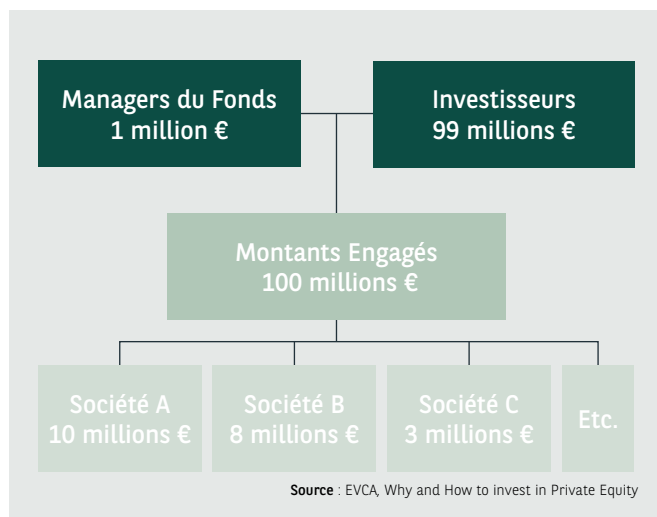 Managers du Fonds
1 million €
Investisseurs
99 millions €
Montants Engagés
100 millions €
Société A
10 millions €
Société B
8 millions €
Société C
3 millions €
Etc.
Source : EVCA, Why and How to invest in Private Equity